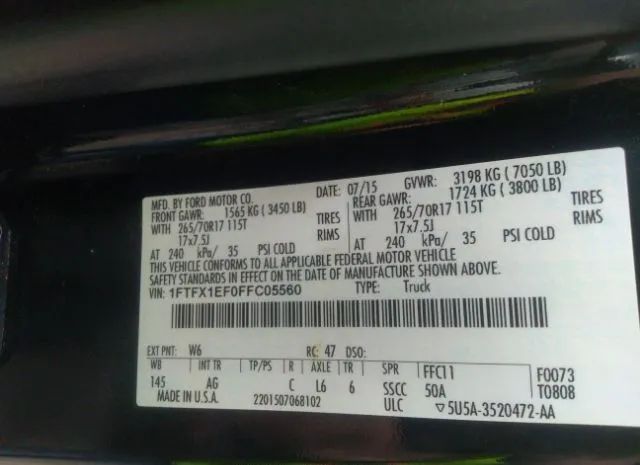 MFD. BY FORD MOTOR CO.
DATE: 07/15 GVWR: 3198 KG ( 7050 LB)
FRONT GAWR: 1565 KG ( 3450 LB) REAR GAWR: 1724 KG ( 3800 LB)
WITH 265/70R17 115T TIRES WITH 265/70R17 115T TIRES
17x7.5J RIMS 17x7.5J RIMS
AT 240 kPa/ 35 PSI COLD AT 240 kPa/ 35 PSI COLD
THIS VEHICLE CONFORMS TO ALL APPLICABLE FEDERAL MOTOR VEHICLE
SAFETY STANDARDS IN EFFECT ON THE DATE OF MANUFACTURE SHOWN ABOVE.
VIN: 1FTFX1EF0FFC05560 TYPE: Truck
EXT PNT: W6 RC: 47 DSO:
WB INT TR TP/PS R AXLE TR SPR FFC11 F0073
145 AG C L6 6 SSCC 50A T0808
MADE IN U.S.A. 2201507068102 ULC ▽5U5A-3520472-AA